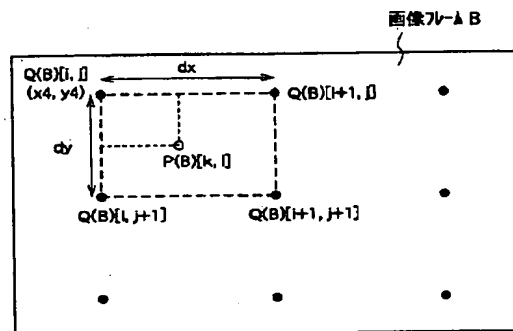 画像フレーム B
Q(B)[i, j]
dx
Q(B)[i+1, j]
(x4, y4)
dy
P(B)[k, l]
Q(B)[i, j+1]
Q(B)[i+1, j+1]